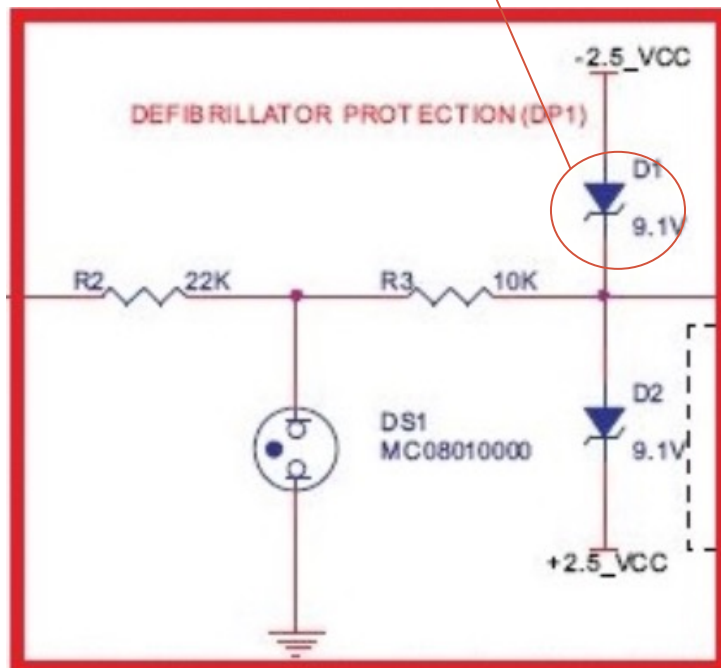 -2.5_VCC
DEFIBRILLATOR PROTECTION (DP1)
D1
9.1V
R2 22K R3 10K
D2
9.1V
DS1
MC08010000
+2.5_VCC